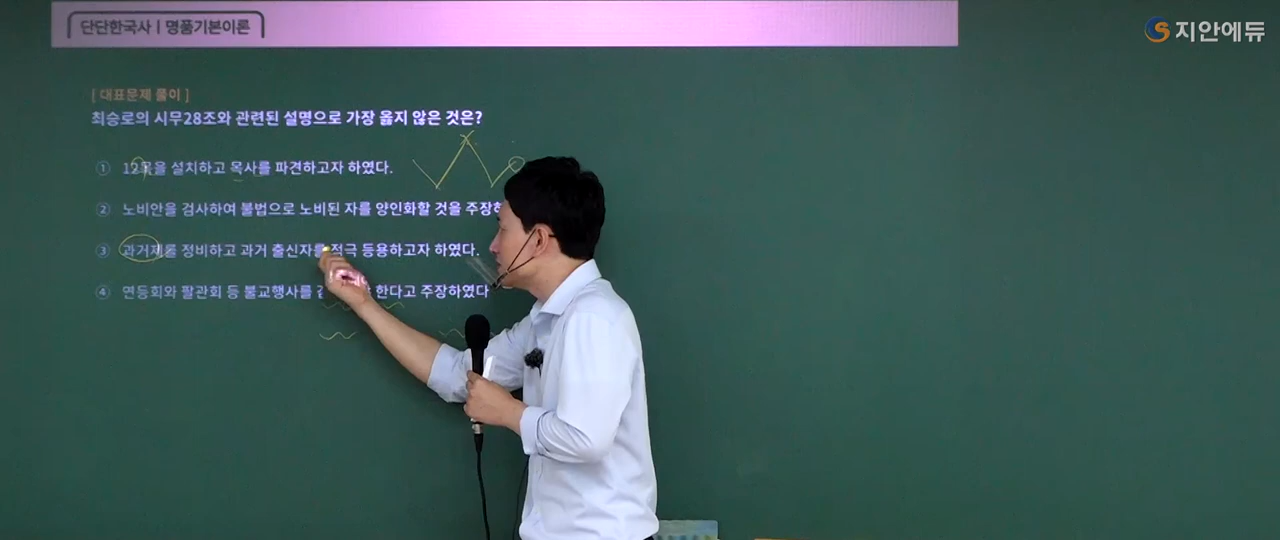 단단한국사 | 명품기본이론
지안에듀
[ 대표문제 풀이 ]
최승로의 시무28조와 관련된 설명으로 가장 옳지 않은 것은?
① 12목을 설치하고 목사를 파견하고자 하였다.
② 노비안을 검사하여 불법으로 노비된 자를 양인화할 것을 주장하
③ 과거제를 정비하고 과거 출신자를 적극 등용하고자 하였다.
④ 연등회와 팔관회 등 불교행사를 한다고 주장하였다